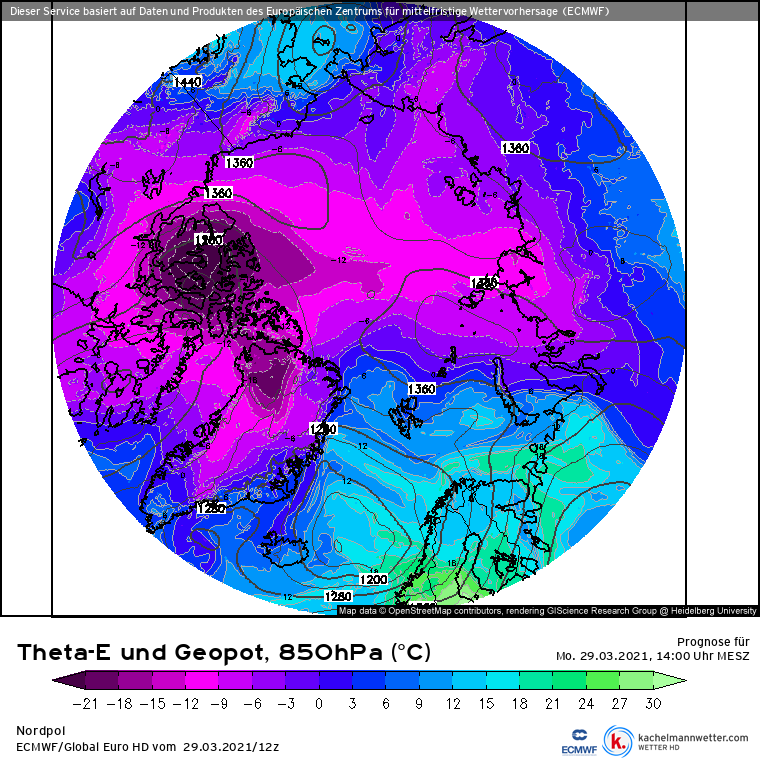 Dieser Service basiert auf Daten und Produkten des Europäischen Zentrums für mittelfristige Wettervorhersage (ECMWF)
1440
1360
1360
1360
1360
1280
1200
1280
Map data © OpenStreetMap contributors, rendering GIScience Research Group @ Heidelberg University
Theta-E und Geopot, 850hPa (°C)
Prognose für
Mo. 29.03.2021, 14:00 Uhr MESZ
-21 -18 -15 -12 -9 -6 -3 0 3 6 9 12 15 18 21 24 27 30
Nordpol
ECMWF/Global Euro HD vom 29.03.2021/12z
ECMWF
k.
kachelmannwetter.com
WETTER HD